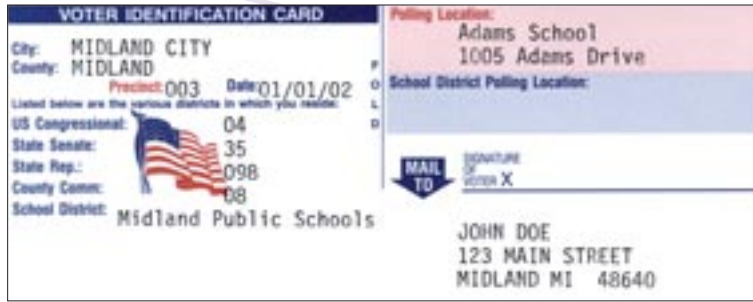 VOTER IDENTIFICATION CARD
City: MIDLAND CITY
County: MIDLAND
Precinct: 003 Date: 01/01/02
Listed below are the various districts in which you reside:
US Congressional: 04
State Senate: 35
State Rep.: 098
County Comm: 08
School District: Midland Public Schools
FOLD
Polling Location:
Adams School
1005 Adams Drive
School District Polling Location:
MAIL TO
SIGNATURE
OF
VOTER X
JOHN DOE
123 MAIN STREET
MIDLAND MI 48640